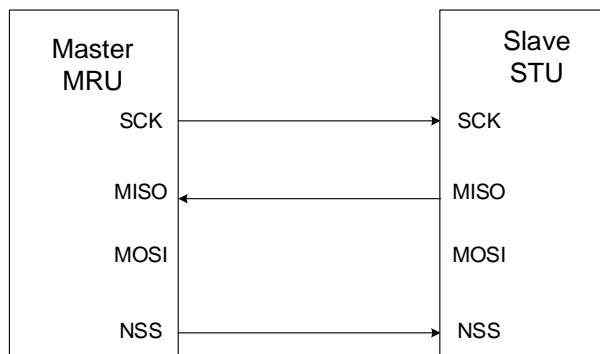 Master
MRU
Slave
STU
SCK
SCK
MISO
MISO
MOSI
MOSI
NSS
NSS